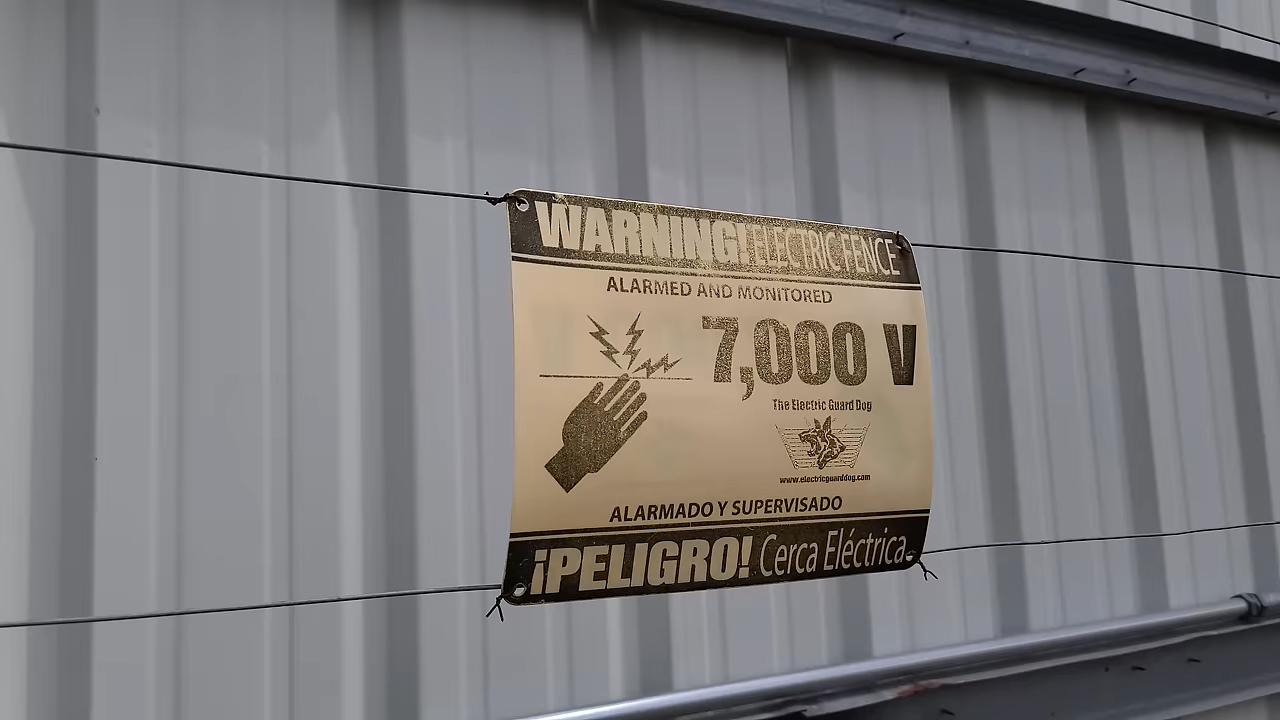 WARNING! ELECTRIC FENCE
ALARMED AND MONITORED
7,000 V
The Electric Guard Dog
www.electricguarddog.com
ALARMADO Y SUPERVISADO
¡PELIGRO! Cerca Eléctrica